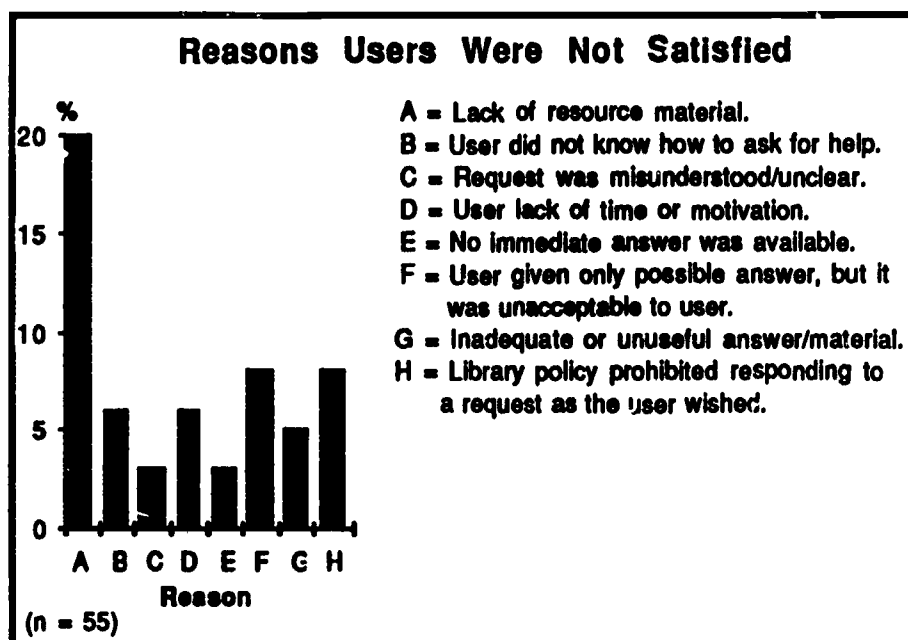 Reasons Users Were Not Satisfied
%
20
15
10
5
0
A B C D E F G H
Reason
(n = 55)
A = Lack of resource material.
B = User did not know how to ask for help.
C = Request was misunderstood/unclear.
D = User lack of time or motivation.
E = No immediate answer was available.
F = User given only possible answer, but it
was unacceptable to user.
G = Inadequate or unuseful answer/material.
H = Library policy prohibited responding to
a request as the user wished.